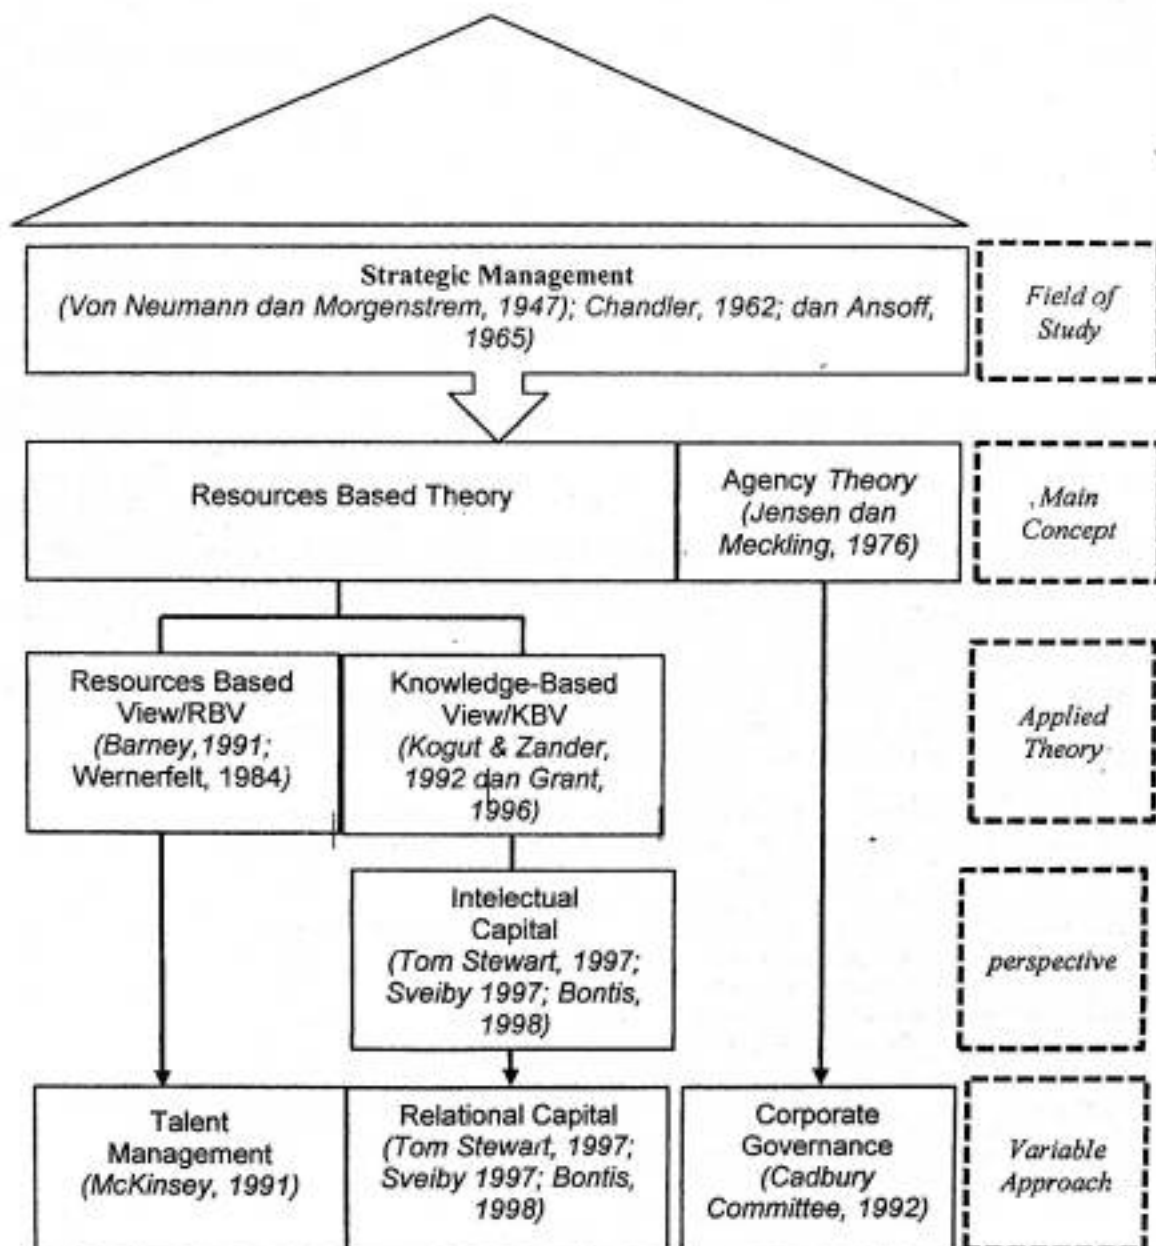 Strategic Management
(Von Neumann dan Morgenstrem, 1947); Chandler, 1962; dan Ansoff,
1965)
Field of
Study
Resources Based Theory
Agency Theory
(Jensen dan
Meckling, 1976)
Main
Concept
Resources Based
View/RBV
(Barney,1991;
Wernerfelt, 1984)
Knowledge-Based
View/KBV
(Kogut & Zander,
1992 dan Grant,
1996)
Applied
Theory
Intelectual
Capital
(Tom Stewart, 1997;
Sveiby 1997; Bontis,
1998)
perspective
Talent
Management
(McKinsey, 1991)
Relational Capital
(Tom Stewart, 1997;
Sveiby 1997; Bontis,
1998)
Corporate
Governance
(Cadbury
Committee, 1992)
Variable
Approach